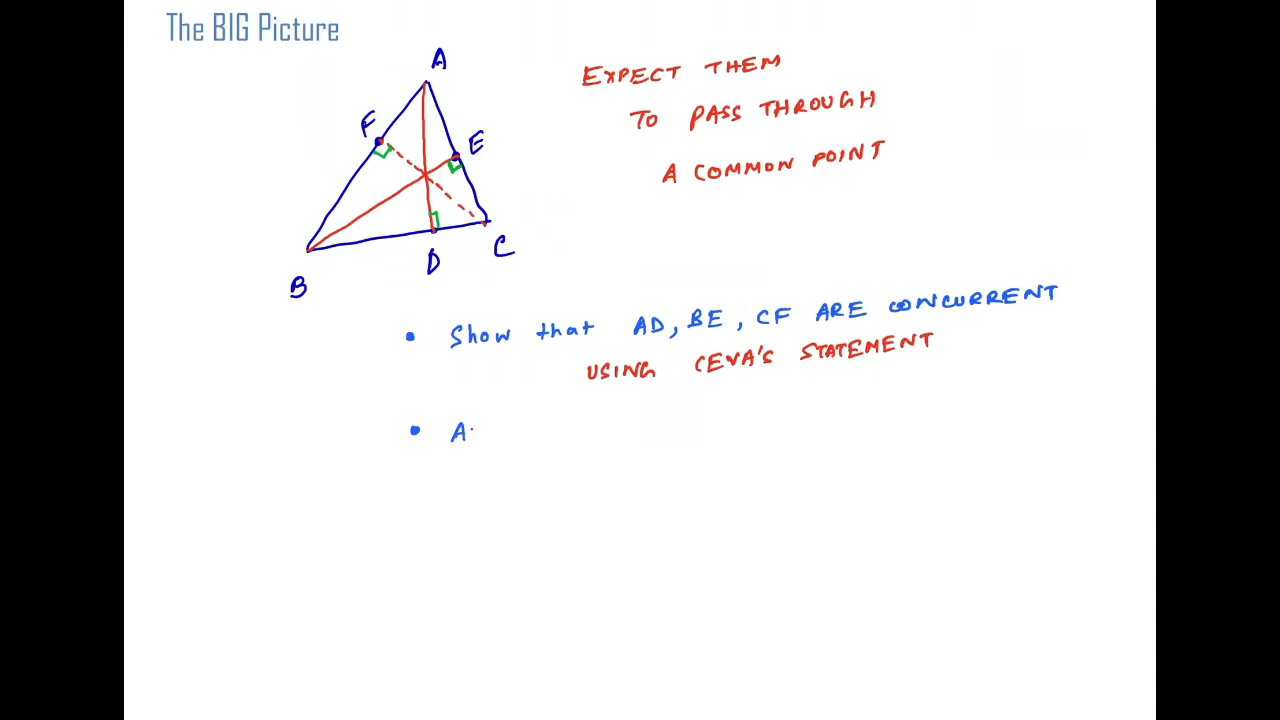 The BIG Picture
A
F
E
B
D
C
EXPECT THEM
TO PASS THROUGH
A COMMON POINT
• Show that AD, BE, CF ARE CONCURRENT
USING CEVA'S STATEMENT
• A